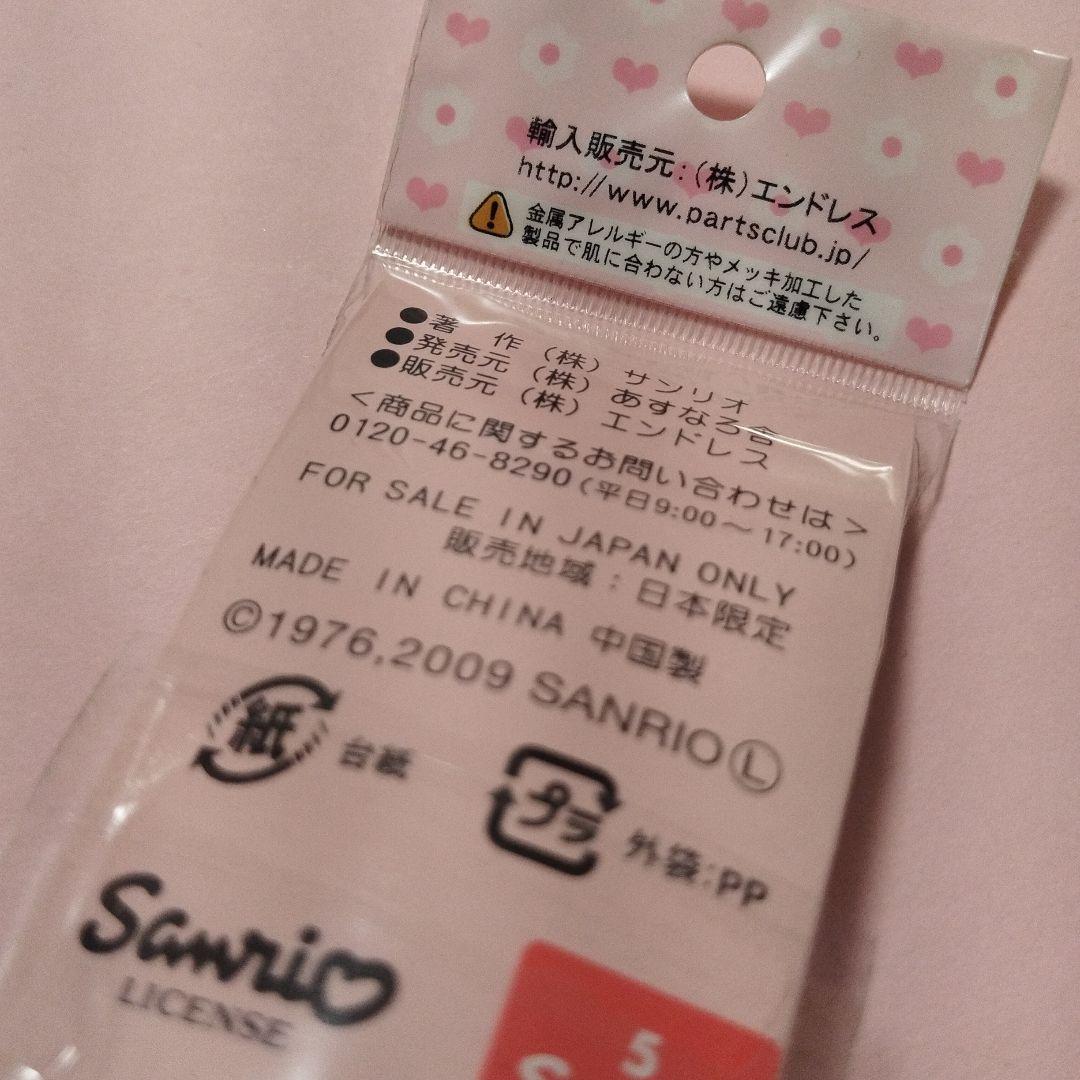 輸入販売元:(株)エンドレス
http://www.partsclub.jp/
金属アレルギーの方やメッキ加工した
製品で肌に合わない方はご遠慮下さい。
●著 作(株)サンリオ
●発売元(株)あすなろ舎
●販売元(株)エンドレス
<商品に関するお問い合わせは>
0120-46-8290(平日9:00~17:00)
FOR SALE IN JAPAN ONLY
販売地域:日本限定
MADE IN CHINA 中国製
©1976,2009 SANRIO Ⓛ
紙 台紙
プラ 外袋:PP
Sanrio
LICENSE
5